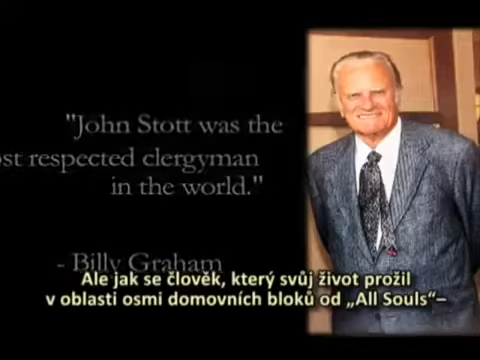 "John Stott was the
ost respected clergyman
in the world."
- Billy Graham
Ale jak se člověk, který svůj život prožil
v oblasti osmi domovních bloků od „All Souls“–